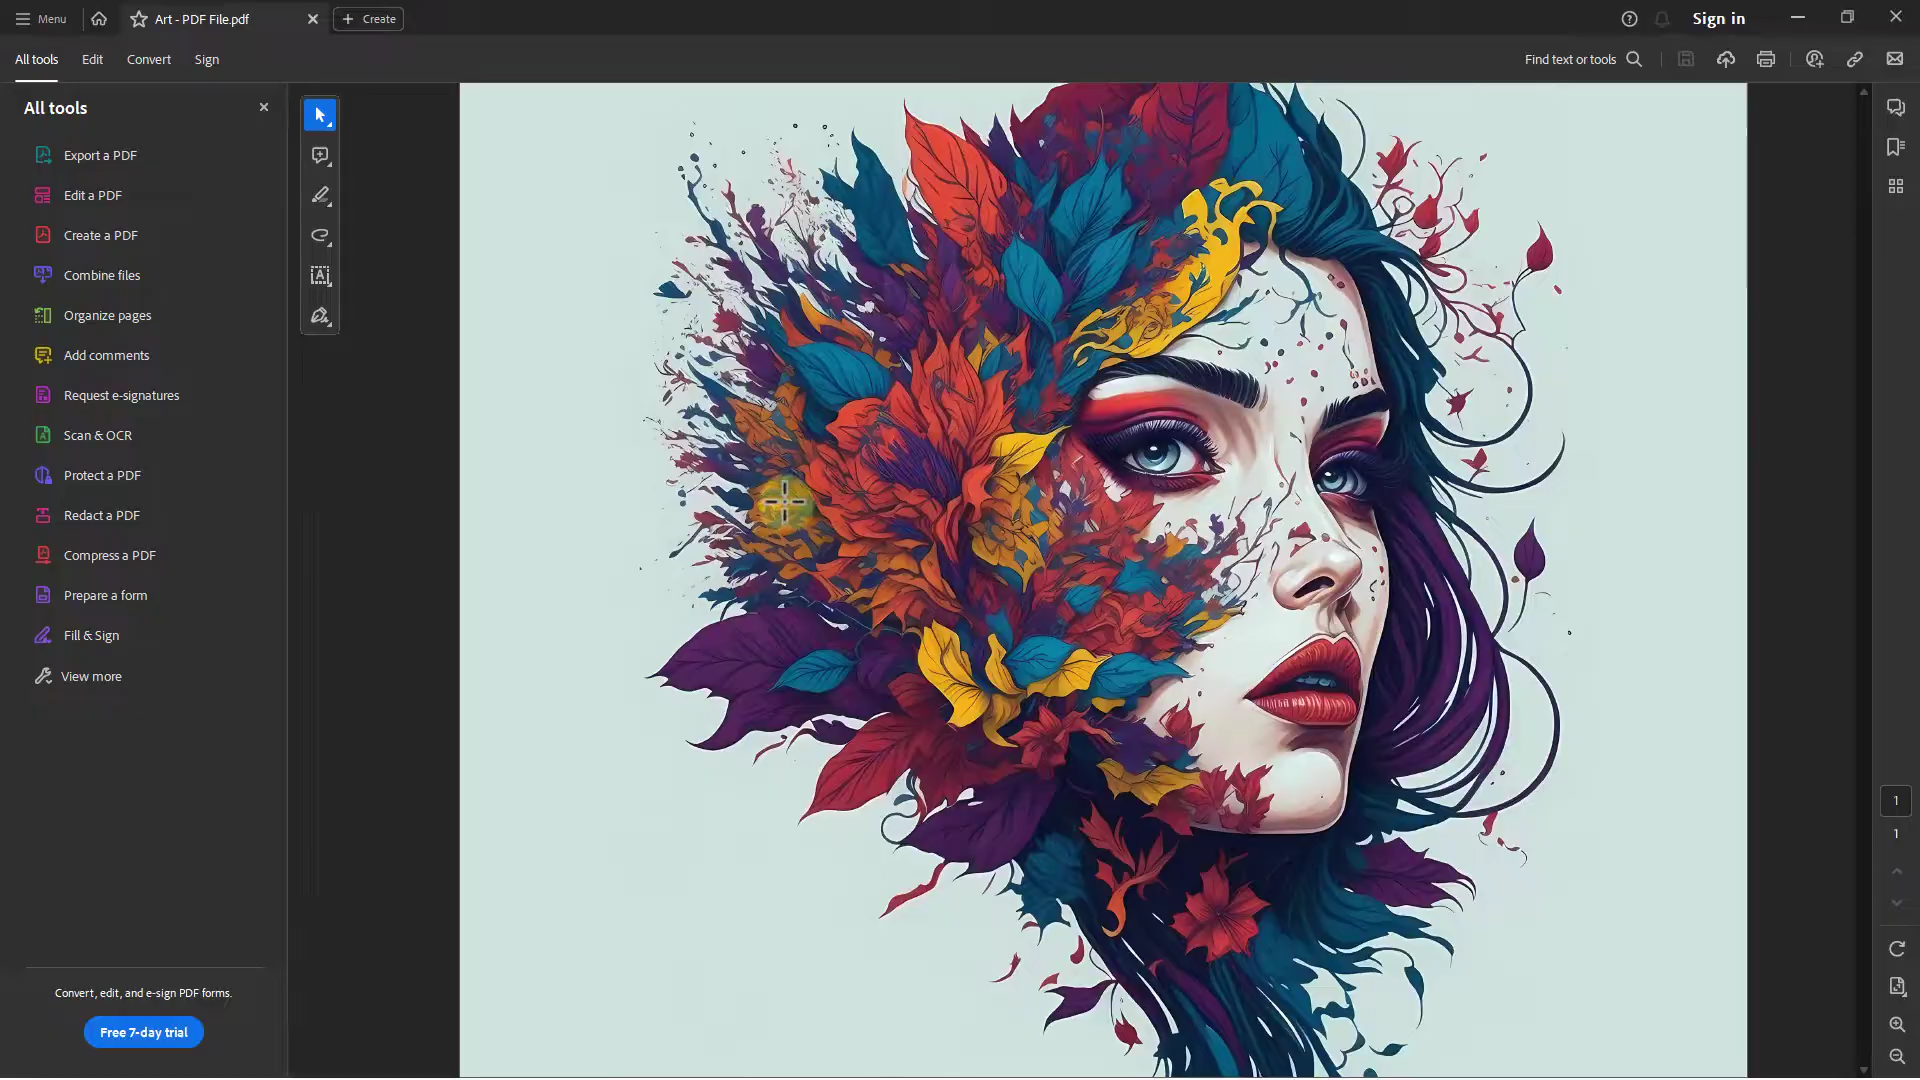 Menu
Art - PDF File.pdf
Create
Sign in
All tools
Edit
Convert
Sign
Find text or tools
All tools
Export a PDF
Edit a PDF
Create a PDF
Combine files
Organize pages
Add comments
Request e-signatures
Scan & OCR
Protect a PDF
Redact a PDF
Compress a PDF
Prepare a form
Fill & Sign
View more
1
1
Convert, edit, and e-sign PDF forms.
Free 7-day trial